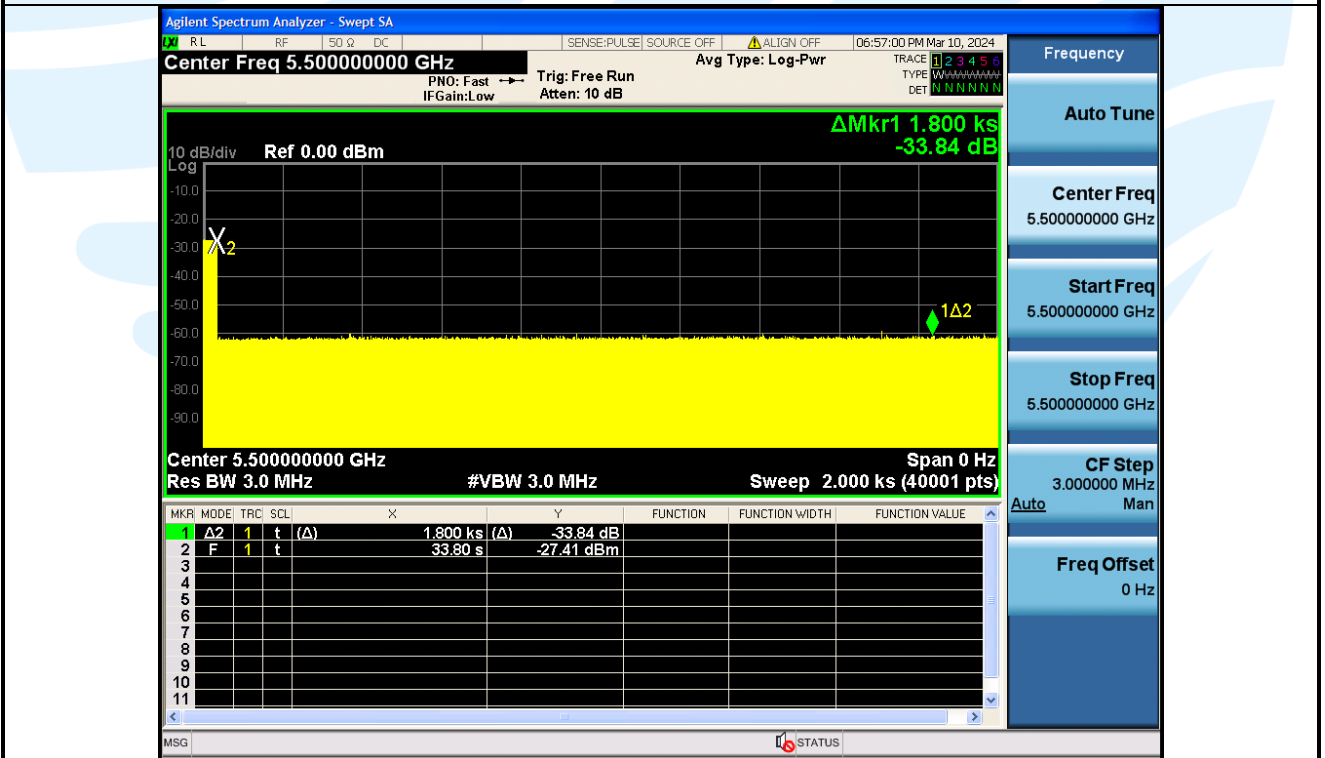 Agilent Spectrum Analyzer - Swept SA
LXI RL RF 50 Ω DC SENSE:PULSE SOURCE OFF ⚠ALIGN OFF 06:57:00 PM Mar 10, 2024
Center Freq 5.500000000 GHz
PNO: Fast
IFGain:Low
Trig: Free Run
Atten: 10 dB
Avg Type: Log-Pwr
TRACE 1 2 3 4 5 6
TYPE WWWWWW
DET N N N N N N
ΔMkr1 1.800 ks
-33.84 dB
10 dB/div Ref 0.00 dBm
Log
-10.0
-20.0
-30.0
-40.0
-50.0
-60.0
-70.0
-80.0
-90.0
2
1Δ2
Center 5.500000000 GHz Span 0 Hz
Res BW 3.0 MHz #VBW 3.0 MHz Sweep 2.000 ks (40001 pts)
MKR MODE TRC SCL X Y FUNCTION FUNCTION WIDTH FUNCTION VALUE
1 Δ2 1 t (Δ) 1.800 ks (Δ) -33.84 dB
2 F 1 t 33.80 s -27.41 dBm
3
4
5
6
7
8
9
10
11
MSG STATUS
Frequency
Auto Tune
Center Freq
5.500000000 GHz
Start Freq
5.500000000 GHz
Stop Freq
5.500000000 GHz
CF Step
3.000000 MHz
Auto Man
Freq Offset
0 Hz